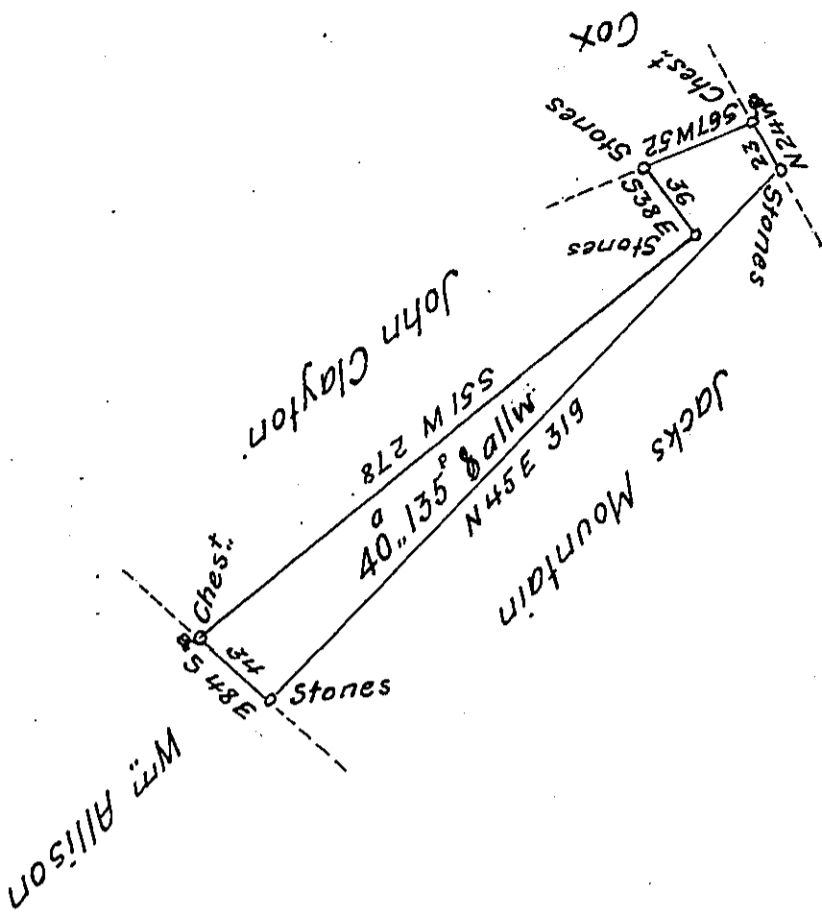 Cox
Chest,,
Stones
S67W52
N24W
23
S38E
36
Stones
Stones
John Clayton.
S51W 278
40,,135 & allw.
a p
N45E 319
Jacks Mountain
Chest,,
S48E
34
Stones
Wm,, Allison